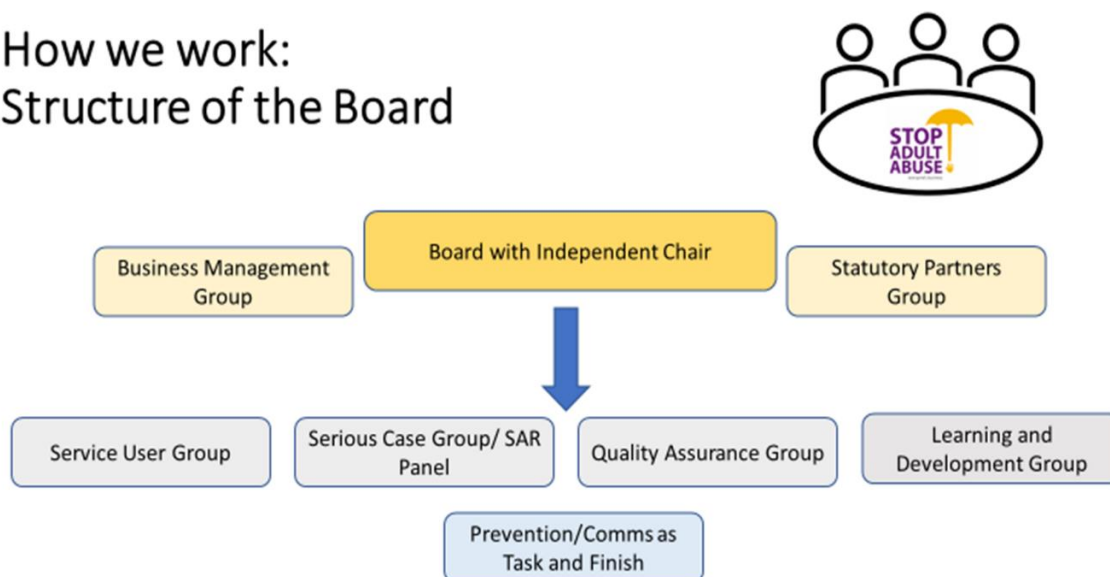 How we work:
Structure of the Board
STOP
ADULT
ABUSE
Board with Independent Chair
Business Management
Group
Statutory Partners
Group
Service User Group
Serious Case Group/ SAR
Panel
Quality Assurance Group
Learning and
Development Group
Prevention/Comms as
Task and Finish